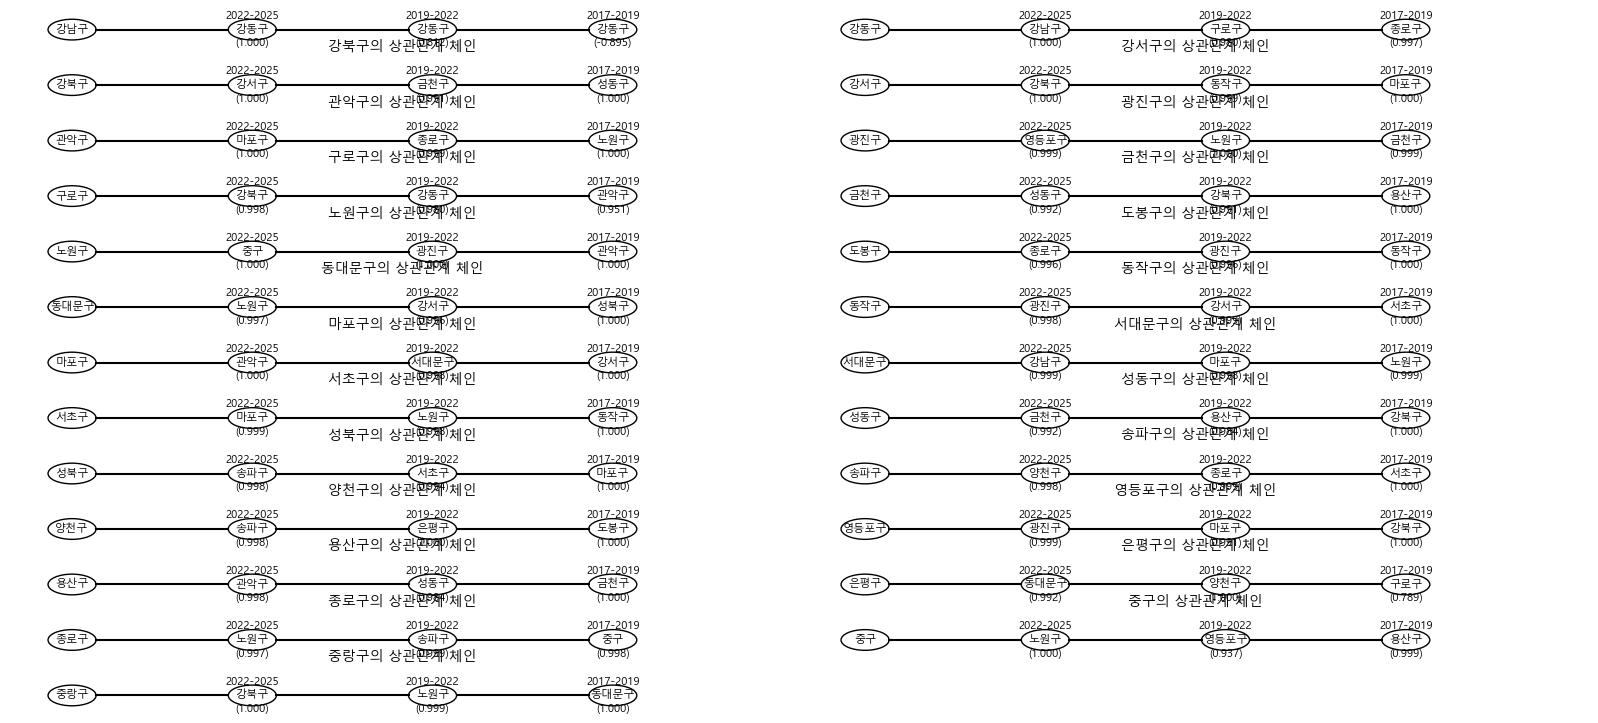 2022-2025 2019-2022 2017-2019
강남구 강동구 강동구 강동구
(1.000) (-0.895)
강북구의 상관관계 체인
2022-2025 2019-2022 2017-2019
강북구 강서구 금천구 성동구
(1.000) (1.000)
관악구의 상관관계 체인
2022-2025 2019-2022 2017-2019
관악구 마포구 종로구 노원구
(1.000) (1.000)
구로구의 상관관계 체인
2022-2025 2019-2022 2017-2019
구로구 강북구 강동구 관악구
(0.998) (0.951)
노원구의 상관관계 체인
2022-2025 2019-2022 2017-2019
노원구 중구 광진구 관악구
(1.000) (1.000)
동대문구의 상관관계 체인
2022-2025 2019-2022 2017-2019
동대문구 노원구 강서구 성북구
(0.997) (1.000)
마포구의 상관관계 체인
2022-2025 2019-2022 2017-2019
마포구 관악구 서대문구 강서구
(1.000) (1.000)
서초구의 상관관계 체인
2022-2025 2019-2022 2017-2019
서초구 마포구 노원구 동작구
(0.999) (1.000)
성북구의 상관관계 체인
2022-2025 2019-2022 2017-2019
성북구 송파구 서초구 마포구
(0.998) (1.000)
양천구의 상관관계 체인
2022-2025 2019-2022 2017-2019
양천구 송파구 은평구 도봉구
(0.998) (1.000)
용산구의 상관관계 체인
2022-2025 2019-2022 2017-2019
용산구 관악구 성동구 금천구
(0.998) (1.000)
종로구의 상관관계 체인
2022-2025 2019-2022 2017-2019
종로구 노원구 송파구 중구
(0.997) (0.998)
중랑구의 상관관계 체인
2022-2025 2019-2022 2017-2019
중랑구 강북구 노원구 동대문구
(1.000) (0.999) (1.000)
2022-2025 2019-2022 2017-2019
강동구 강남구 구로구 종로구
(1.000) (0.997)
강서구의 상관관계 체인
2022-2025 2019-2022 2017-2019
강서구 강북구 동작구 마포구
(1.000) (1.000)
광진구의 상관관계 체인
2022-2025 2019-2022 2017-2019
광진구 영등포구 노원구 금천구
(0.999) (0.999)
금천구의 상관관계 체인
2022-2025 2019-2022 2017-2019
금천구 성동구 강북구 용산구
(0.992) (1.000)
도봉구의 상관관계 체인
2022-2025 2019-2022 2017-2019
도봉구 종로구 광진구 동작구
(0.996) (1.000)
동작구의 상관관계 체인
2022-2025 2019-2022 2017-2019
동작구 광진구 강서구 서초구
(0.998) (1.000)
서대문구의 상관관계 체인
2022-2025 2019-2022 2017-2019
서대문구 강남구 마포구 노원구
(0.999) (0.999)
성동구의 상관관계 체인
2022-2025 2019-2022 2017-2019
성동구 금천구 용산구 강북구
(0.992) (1.000)
송파구의 상관관계 체인
2022-2025 2019-2022 2017-2019
송파구 양천구 종로구 서초구
(0.998) (1.000)
영등포구의 상관관계 체인
2022-2025 2019-2022 2017-2019
영등포구 광진구 마포구 강북구
(0.999) (1.000)
은평구의 상관관계 체인
2022-2025 2019-2022 2017-2019
은평구 동대문구 양천구 구로구
(0.992) (0.789)
중구의 상관관계 체인
2022-2025 2019-2022 2017-2019
중구 노원구 영등포구 용산구
(1.000) (0.937) (0.999)